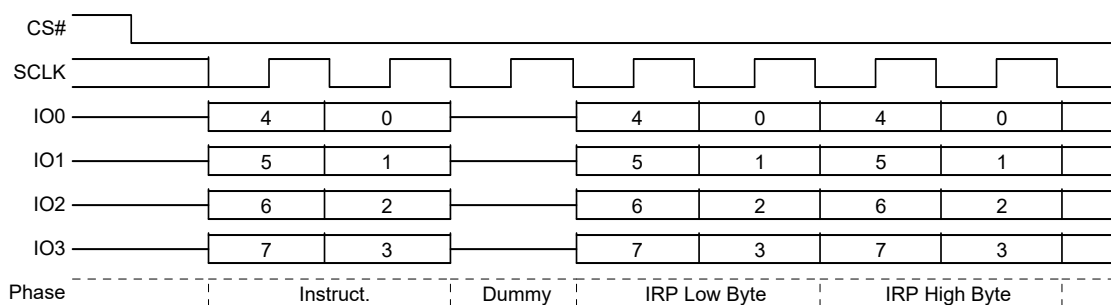 CS#
SCLK
IO0 4 0 4 0 4 0
IO1 5 1 5 1 5 1
IO2 6 2 6 2 6 2
IO3 7 3 7 3 7 3
Phase Instruct. Dummy IRP Low Byte IRP High Byte